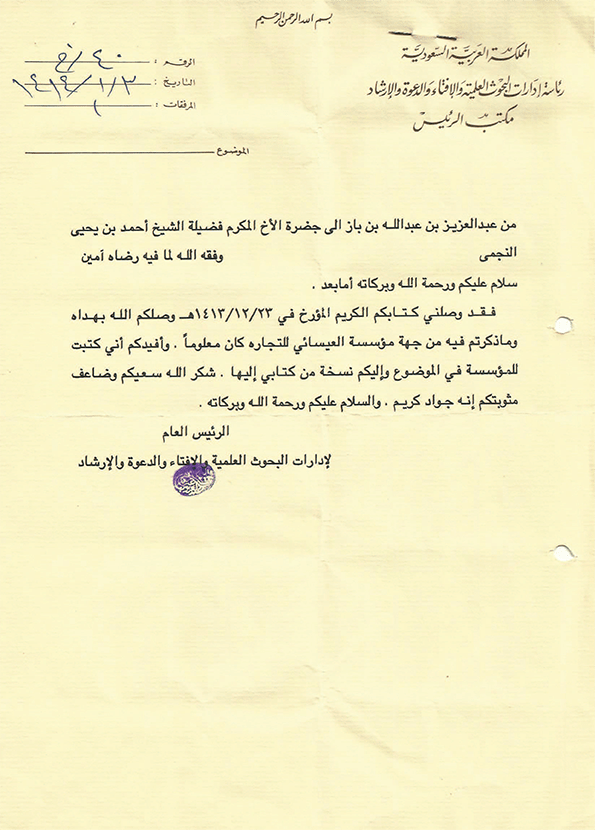 بسم الله الرحمن الرحيم
المملكة العربية السعودية
رئاسة إدارات البحوث العلمية والإفتاء والدعوة والإرشاد
مكتب الرئيس
الرقم : ٤٠/خ
التاريخ : ١٤١٤/١/٣
المرفقات : ١
الموضوع
من عبدالعزيز بن عبدالله بن باز الى حضرة الأخ المكرم فضيلة الشيخ أحمد بن يحيى
النجمى وفقه الله لما فيه رضاه آمين
سلام عليكم ورحمة الله وبركاته أمابعد .
فقد وصلني كتابكم الكريم المؤرخ في ١٤١٣/١٢/٢٣هـ وصلكم الله بهداه
وماذكرتم فيه من جهة مؤسسة العيسائي للتجاره كان معلوماً . وأفيدكم أني كتبت
للمؤسسة في الموضوع وإليكم نسخة من كتابي إليها . شكر الله سعيكم وضاعف
مثوبتكم إنه جواد كريم . والسلام عليكم ورحمة الله وبركاته .
الرئيس العام
لإدارات البحوث العلمية والإفتاء والدعوة والإرشاد